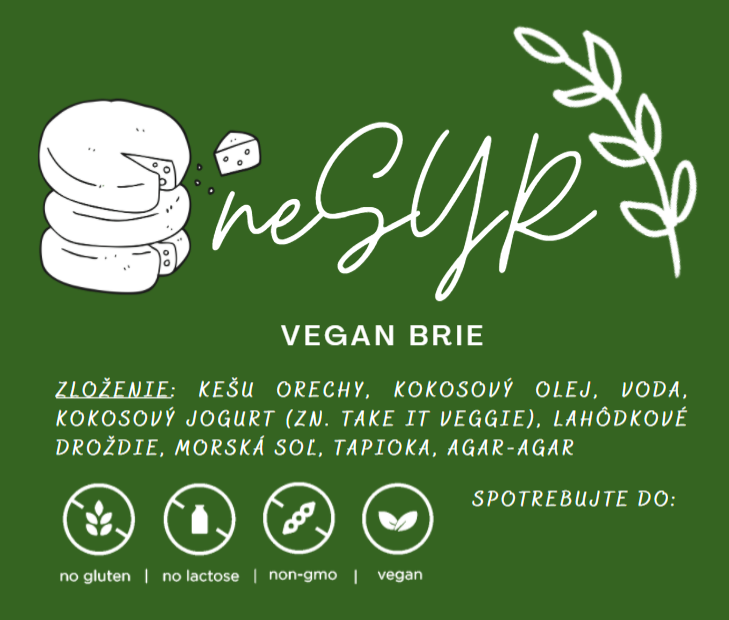 neSYR
VEGAN BRIE
ZLOŽENIE: KEŠU ORECHY, KOKOSOVÝ OLEJ, VODA,
KOKOSOVÝ JOGURT (ZN. TAKE IT VEGGIE), LAHÔDKOVÉ
DROŽDIE, MORSKÁ SOĽ, TAPIOKA, AGAR-AGAR
SPOTREBUJTE DO:
no gluten | no lactose | non-gmo | vegan